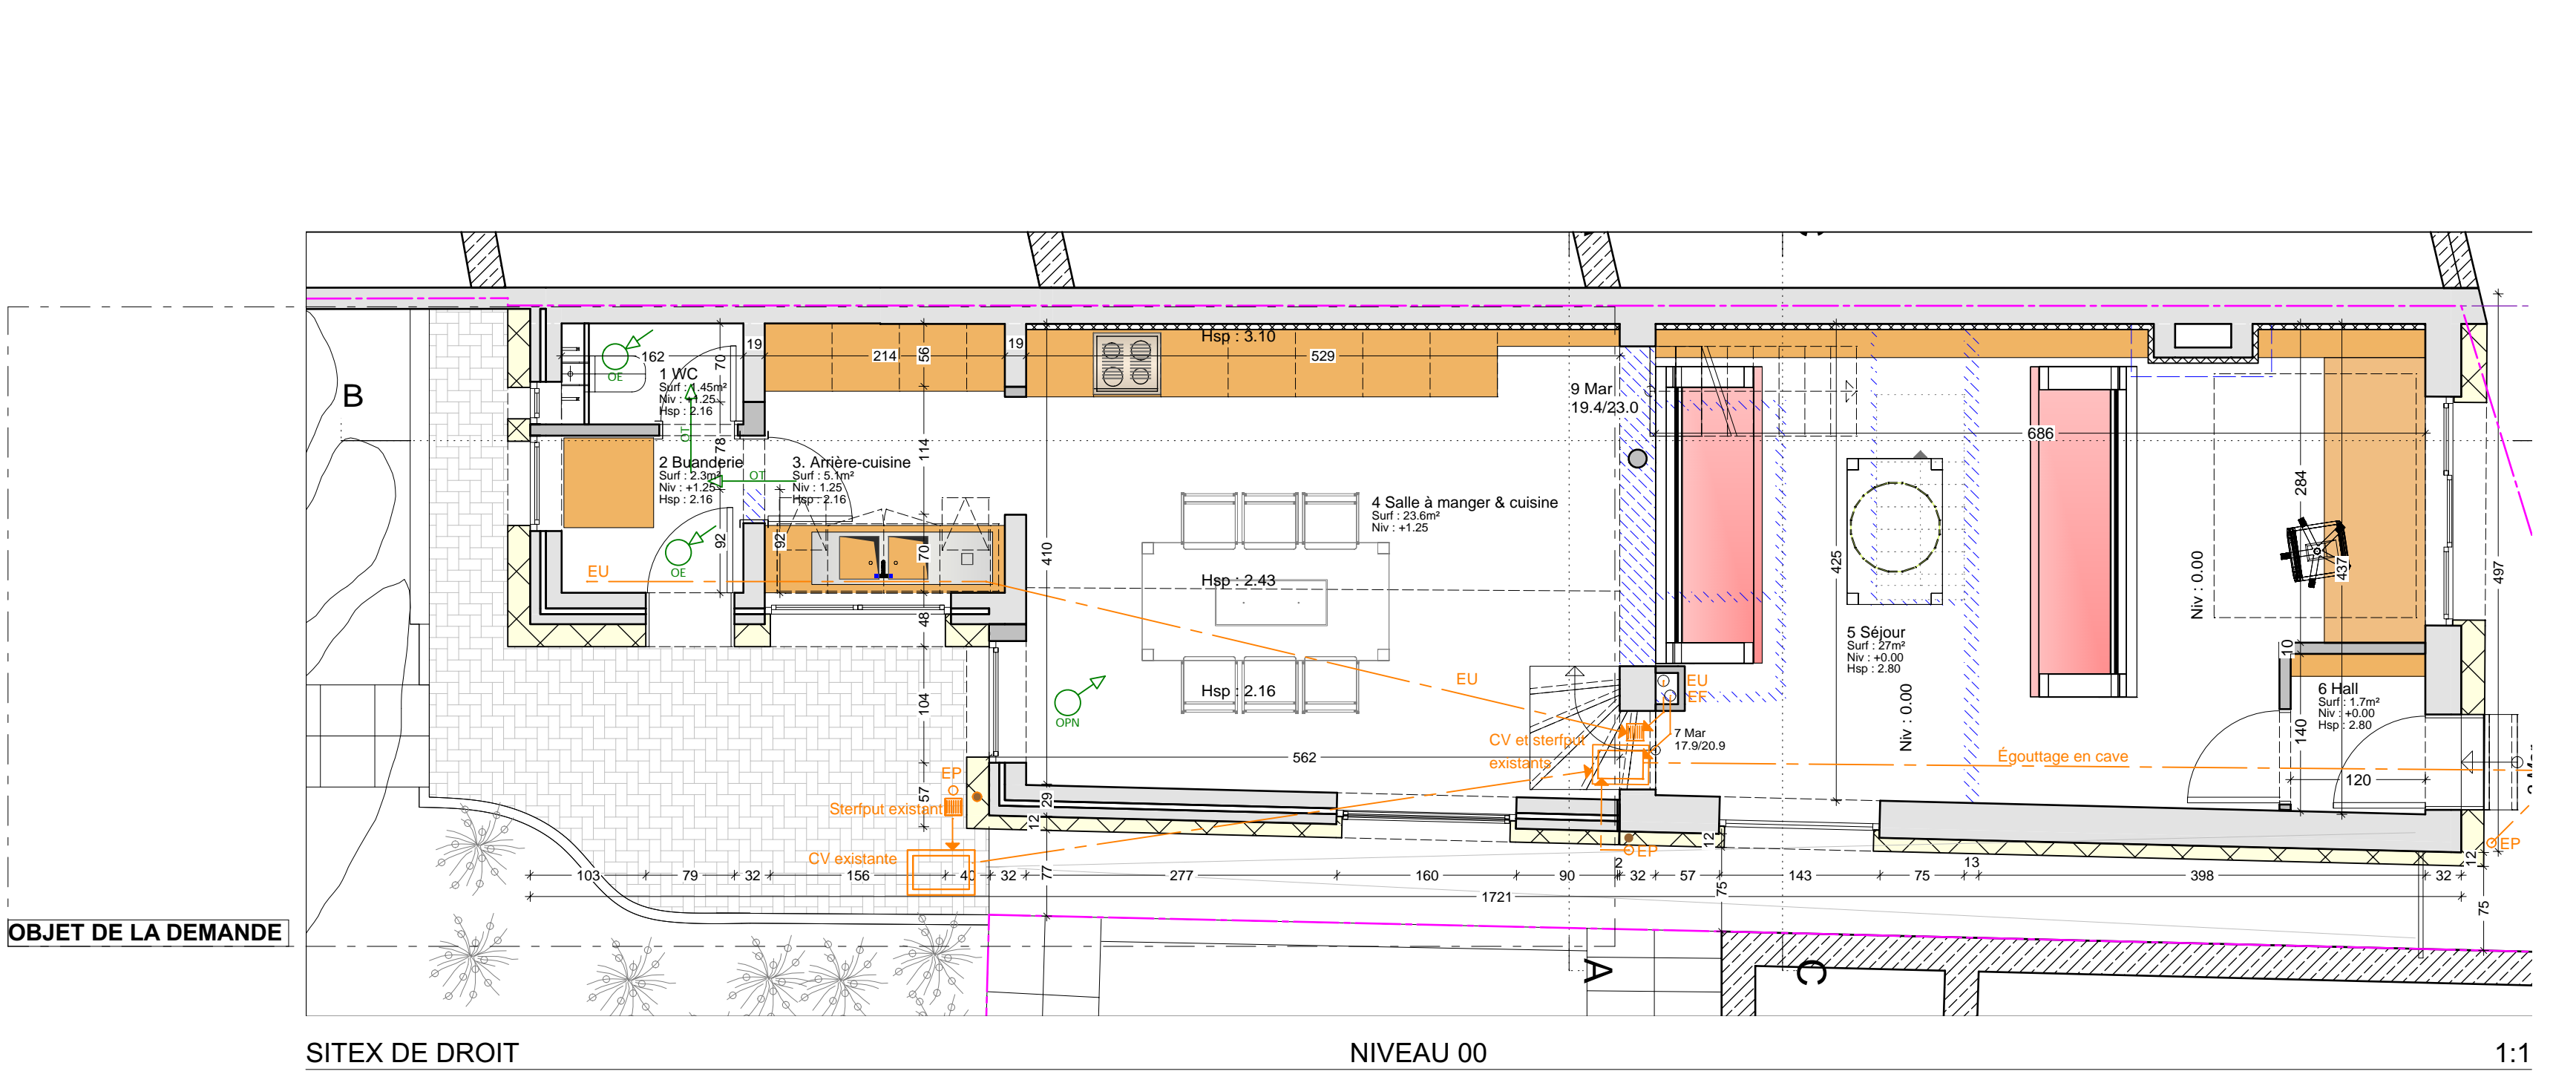 Hsp : 3.10
162
19
214
56
19
529
70
OE
1 WC
Surf : 1.45m²
Niv : +1.25
Hsp : 2.16
B
9 Mar
19.4/23.0
OT
78
114
686
2 Buanderie
Surf : 2.3m²
Niv : +1.25
Hsp : 2.16
3. Arrière-cuisine
Surf : 5.1m²
Niv : 1.25
Hsp : 2.16
OT
4 Salle à manger & cuisine
Surf : 23.6m²
Niv : +1.25
284
92
92
70
410
425
437
497
EU
OE
Hsp : 2.43
Niv : 0.00
48
5 Séjour
Surf : 27m²
Niv : +0.00
Hsp : 2.80
10
EU
EU
EF
Hsp : 2.16
104
OPN
6 Hall
Surf : 1.7m²
Niv : +0.00
Hsp : 2.80
Niv : 0.00
140
7 Mar
17.9/20.9
CV et sterfput
existants
562
Égouttage en cave
120
EP
57
29
Sterfput existant
12
12
EP
EP
CV existante
12
2
13
103
79
32
156
40
32
77
277
160
90
32
57
75
143
75
398
32
75
1721
OBJET DE LA DEMANDE
A
C
SITEX DE DROIT
NIVEAU 00
1:1